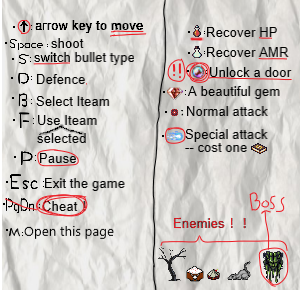 ↑: arrow key to move
Space: shoot
S: switch bullet type
D: Defence
B: Select Iteam
F: Use Iteam
selected
P: Pause
Esc: Exit the game
PgDn: Cheat
M: Open this page
: Recover HP
: Recover AMR
!! : Unlock a door
: A beautiful gem
: Normal attack
: Special attack
-- cost one
BOSS
Enemies！！